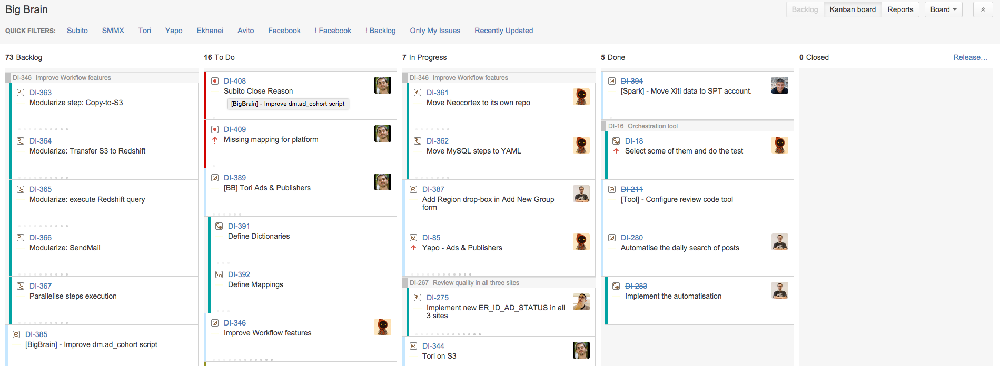 Big Brain
Backlog Kanban board Reports Board
QUICK FILTERS: Subito SMMX Tori Yapo Ekhanei Avito Facebook ! Facebook ! Backlog Only My Issues Recently Updated
73 Backlog
DI-346 Improve Workflow features
DI-363
Modularize step: Copy-to-S3
DI-364
Modularize: Transfer S3 to Redshift
DI-365
Modularize: execute Redshift query
DI-366
Modularize: SendMail
DI-367
Parallelise steps execution
DI-385
[BigBrain] - Improve dm.ad_cohort script
16 To Do
DI-408
Subito Close Reason
[BigBrain] - Improve dm.ad_cohort script
DI-409
Missing mapping for platform
DI-389
[BB] Tori Ads & Publishers
DI-391
Define Dictionaries
DI-392
Define Mappings
DI-346
Improve Workflow features
7 In Progress
DI-346 Improve Workflow features
DI-361
Move Neocortex to its own repo
DI-362
Move MySQL steps to YAML
DI-387
Add Region drop-box in Add New Group
form
DI-85
Yapo - Ads & Publishers
DI-267 Review quality in all three sites
DI-275
Implement new ER_ID_AD_STATUS in all
3 sites
DI-344
Tori on S3
5 Done
DI-394
[Spark] - Move Xiti data to SPT account.
DI-16 Orchestration tool
DI-18
Select some of them and do the test
DI-211
[Tool] - Configure review code tool
DI-280
Automatise the daily search of posts
DI-283
Implement the automatisation
0 Closed
Release…